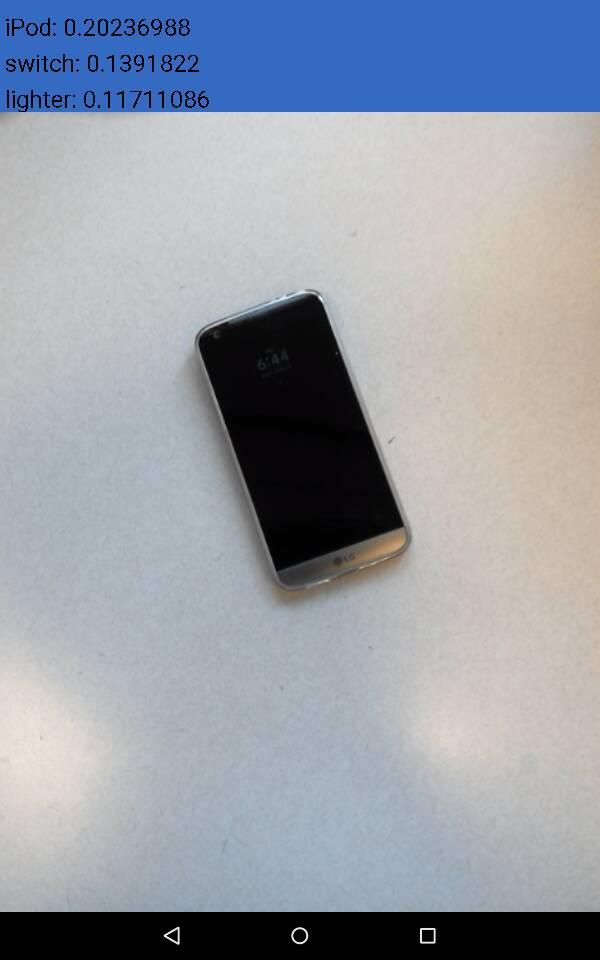 iPod: 0.20236988
switch: 0.1391822
lighter: 0.11711086
6:44
LG